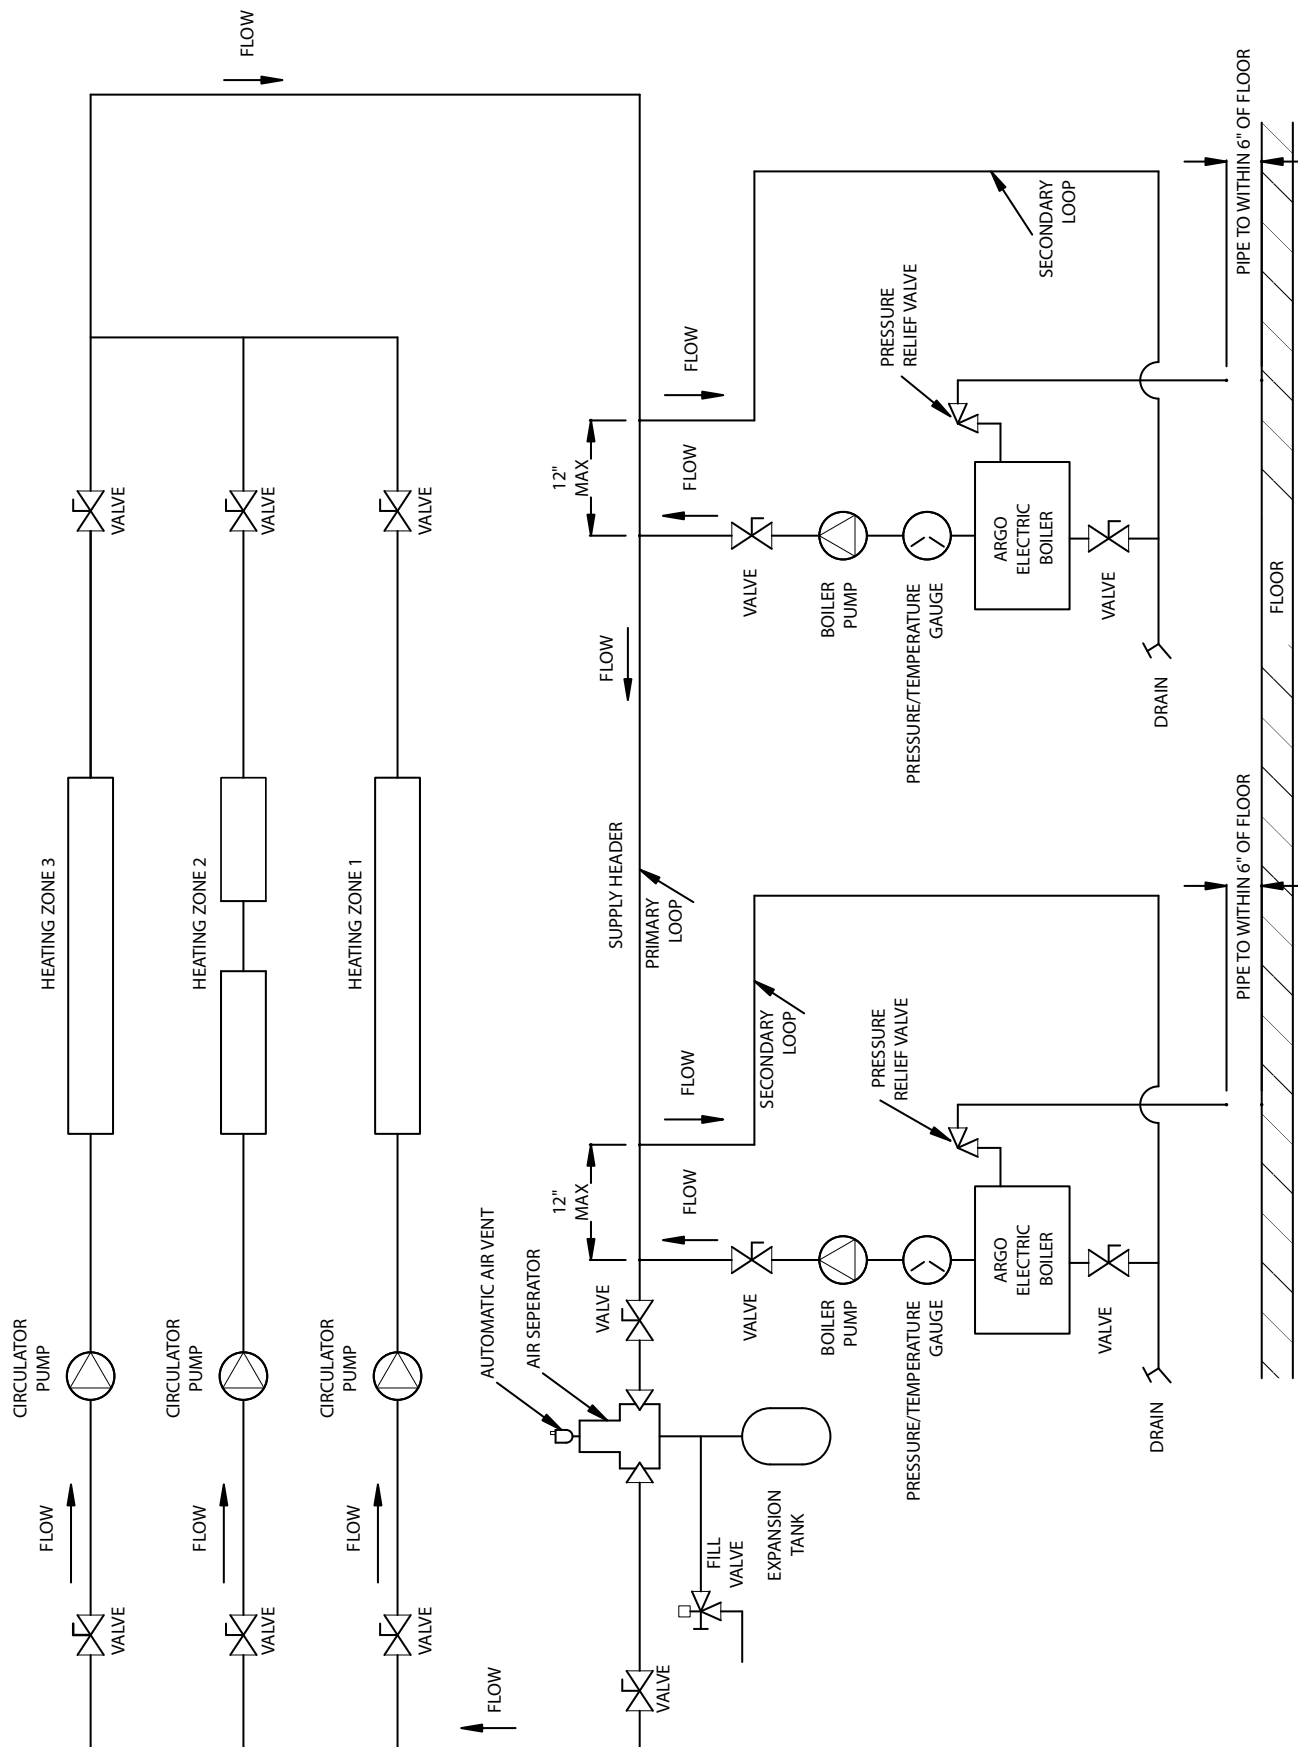 FLOW
HEATING ZONE 3
CIRCULATOR
PUMP
FLOW
VALVE
VALVE
HEATING ZONE 2
CIRCULATOR
PUMP
FLOW
VALVE
VALVE
HEATING ZONE 1
CIRCULATOR
PUMP
FLOW
VALVE
VALVE
FLOW
VALVE
AUTOMATIC AIR VENT
AIR SEPERATOR
FILL
VALVE
EXPANSION
TANK
VALVE
12"
MAX
FLOW
FLOW
SUPPLY HEADER
PRIMARY
LOOP
FLOW
12"
MAX
FLOW
FLOW
VALVE
BOILER
PUMP
PRESSURE/TEMPERATURE
GAUGE
ARGO
ELECTRIC
BOILER
VALVE
DRAIN
PRESSURE
RELIEF VALVE
SECONDARY
LOOP
PIPE TO WITHIN 6" OF FLOOR
VALVE
BOILER
PUMP
PRESSURE/TEMPERATURE
GAUGE
ARGO
ELECTRIC
BOILER
VALVE
DRAIN
PRESSURE
RELIEF VALVE
SECONDARY
LOOP
PIPE TO WITHIN 6" OF FLOOR
FLOOR